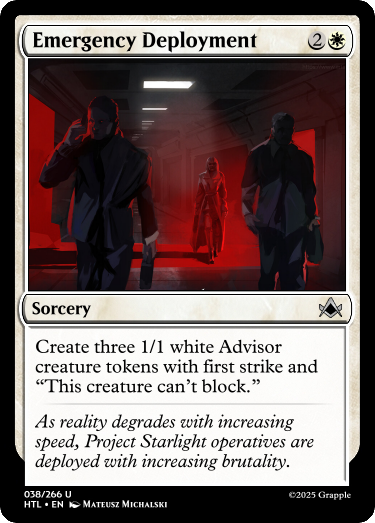 Emergency Deployment 2
Sorcery
Create three 1/1 white Advisor
creature tokens with first strike and
“This creature can’t block.”
As reality degrades with increasing
speed, Project Starlight operatives are
deployed with increasing brutality.
038/266 U
HTL • EN Mateusz Michalski
©2025 Grapple